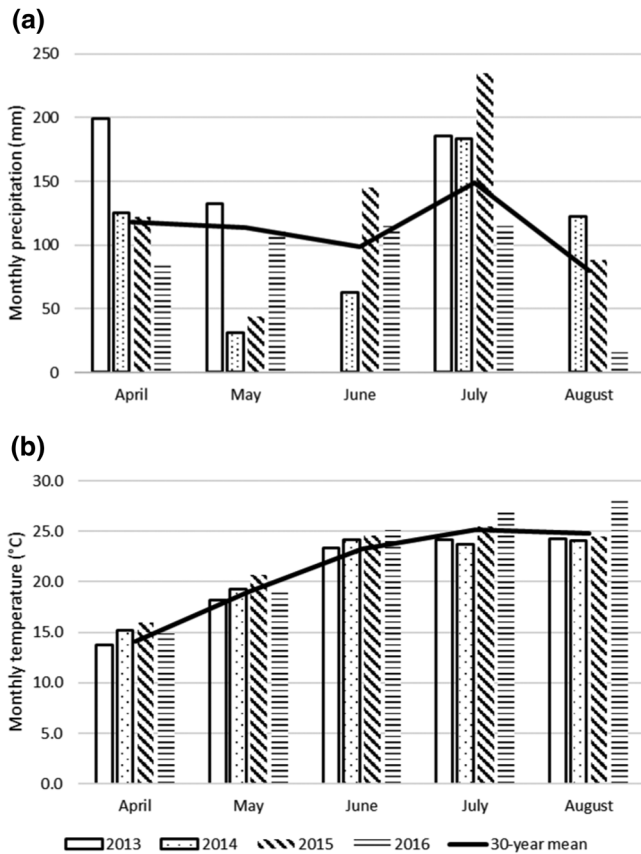 (a)
Monthly precipitation (mm)
250
200
150
100
50
0
April May June July August
(b)
Monthly temperature (°C)
30.0
25.0
20.0
15.0
10.0
5.0
0.0
April May June July August
2013 2014 2015 2016 30-year mean